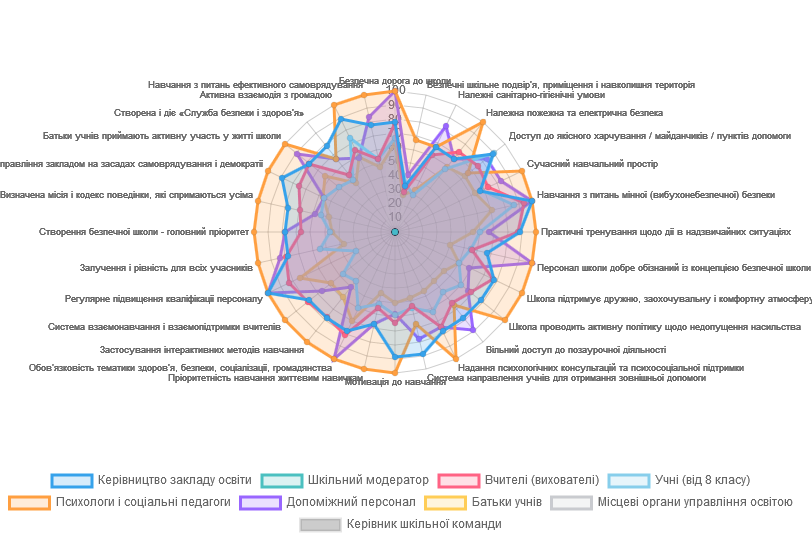 Безпечна дорога до школи
Навчання з питань ефективного самоврядування
Безпечні шкільне подвір'я, приміщення і навколишня територія
Активна взаємодія з громадою
Належні санітарно-гігієнічні умови
Створена і діє «Служба безпеки і здоров'я»
Належна пожежна та електрична безпека
Батьки учнів приймають активну участь у житті школи
Доступ до якісного харчування / майданчиків / пунктів допомоги
правління закладом на засадах самоврядування і демократії
Сучасний навчальний простір
Визначена місія і кодекс поведінки, які сприймаються усіма
Навчання з питань мінної (вибухонебезпечної) безпеки
Створення безпечної школи - головний пріоритет
Практичні тренування щодо дії в надзвичайних ситуаціях
Залучення і рівність для всіх учасників
Персонал школи добре обізнаний із концепцією безпечної школи
Регулярне підвищення кваліфікації персоналу
Школа підтримує дружню, заохочувальну і комфортну атмосферу
Система взаємонавчання і взаємопідтримки вчителів
Школа проводить активну політику щодо недопущення насильства
Застосування інтерактивних методів навчання
Вільний доступ до позаурочної діяльності
Обов'язковість тематики здоров'я, безпеки, соціалізації, громадянства
Надання психологічних консультацій та психосоціальної підтримки
Пріоритетність навчання життєвим навичкам
Система направлення учнів для отримання зовнішньої допомоги
Мотивація до навчання
100
90
80
40
30
20
10
Керівництво закладу освіти
Шкільний модератор
Вчителі (вихователі)
Учні (від 8 класу)
Психологи і соціальні педагоги
Допоміжний персонал
Батьки учнів
Місцеві органи управління освітою
Керівник шкільної команди